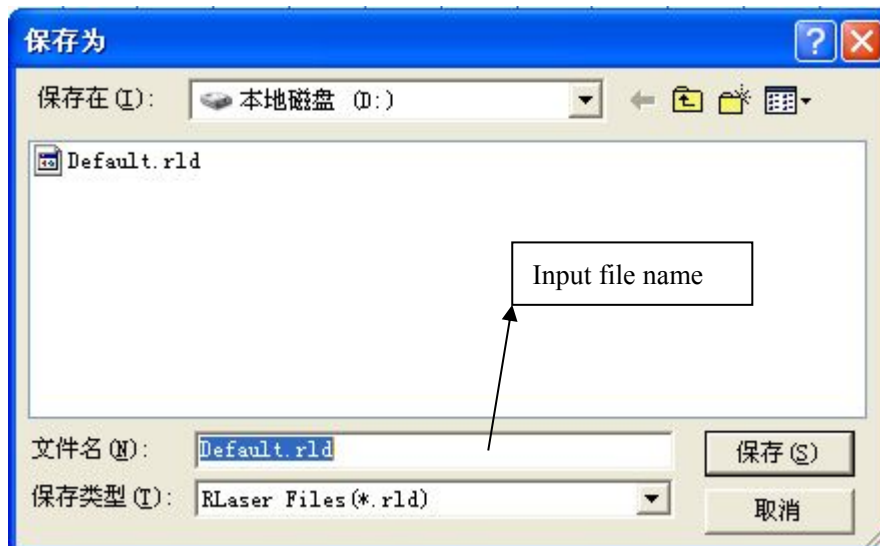 保存为
保存在(I): 本地磁盘 (D:)
Default.rld
Input file name
文件名(N): Default.rld
保存(S)
保存类型(T): RLaser Files(*.rld)
取消